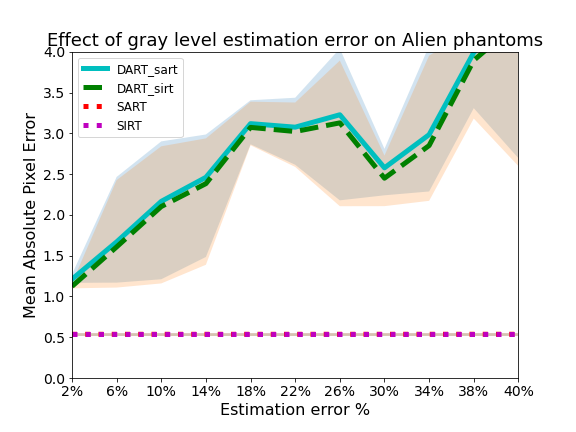 Effect of gray level estimation error on Alien phantoms
4.0
3.5
3.0
2.5
2.0
1.5
1.0
0.5
0.0
Mean Absolute Pixel Error
DART_sart
DART_sirt
SART
SIRT
2% 6% 10% 14% 18% 22% 26% 30% 34% 38% 40%
Estimation error %